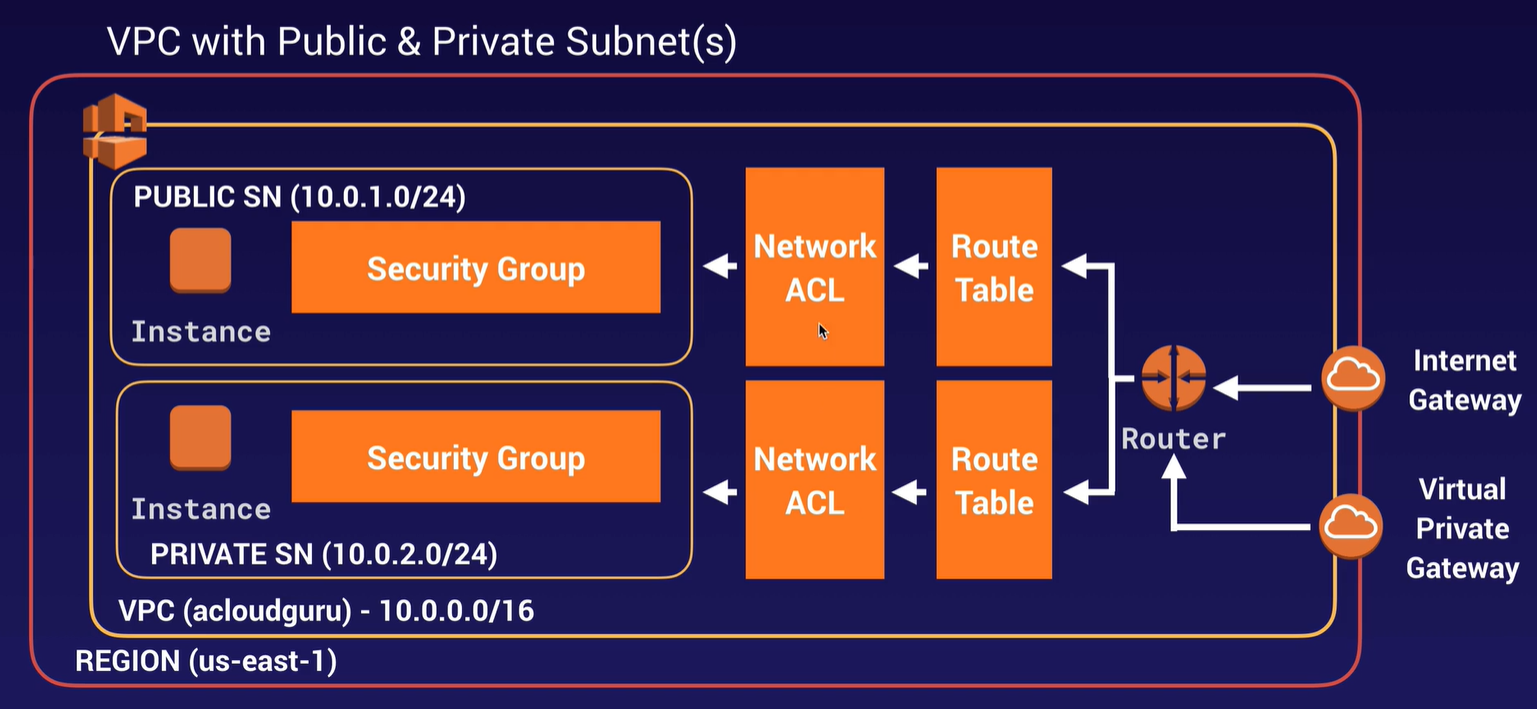 VPC with Public & Private Subnet(s)
PUBLIC SN (10.0.1.0/24)
Security Group
Instance
Network
ACL
Route
Table
Security Group
Instance
PRIVATE SN (10.0.2.0/24)
Network
ACL
Route
Table
Router
Internet
Gateway
Virtual
Private
Gateway
VPC (acloudguru) - 10.0.0.0/16
REGION (us-east-1)